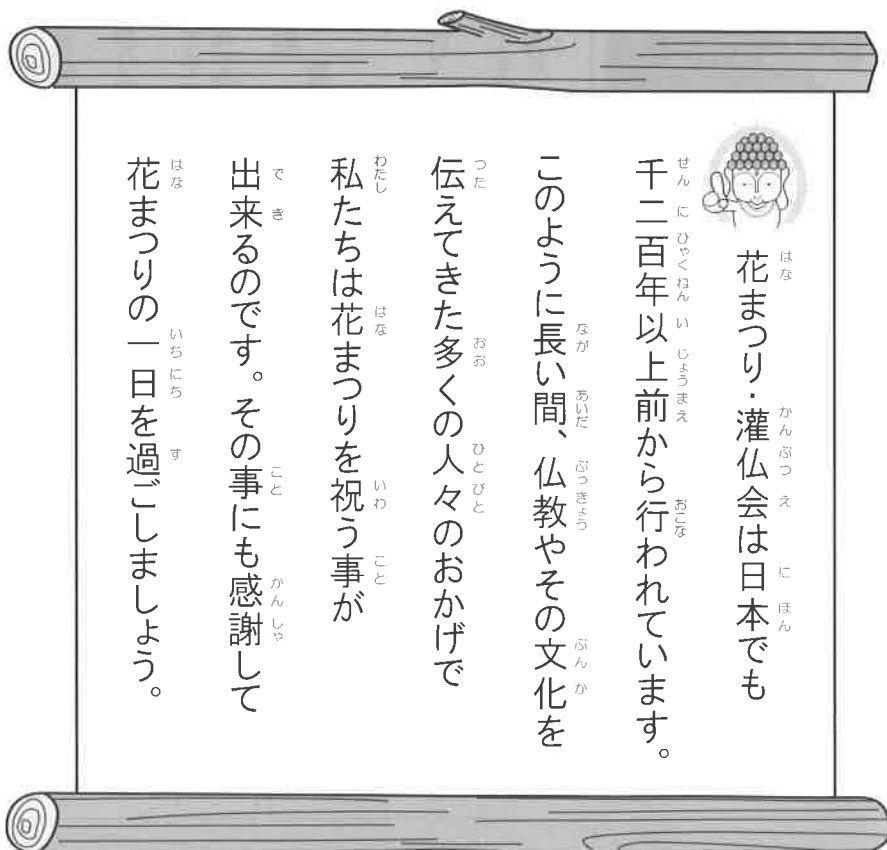 花まつり・灌仏会は日本でも
千二百年以上前から行われています。
このように長い間、仏教やその文化を
伝えてきた多くの人々のおかげで
私たちは花まつりを祝う事が
出来るのです。その事にも感謝して
花まつりの一日を過ごしましょう。